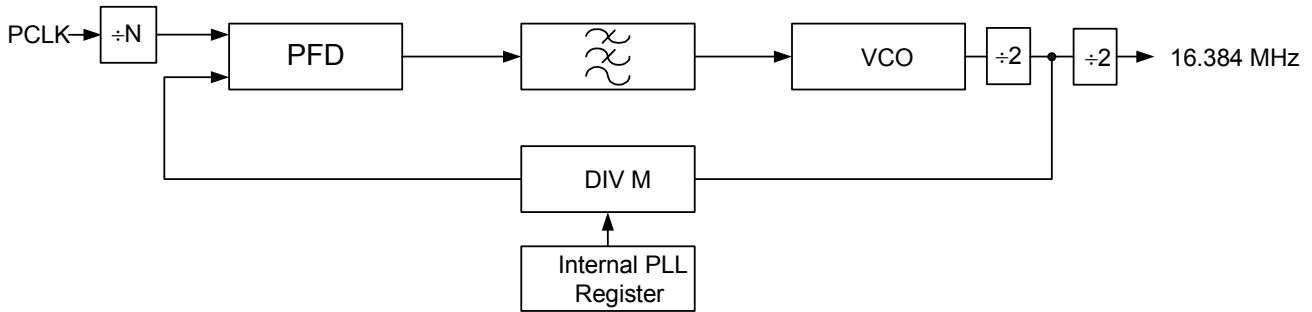 PCLK
÷N
PFD
VCO
÷2
÷2
16.384 MHz
DIV M
Internal PLL
Register